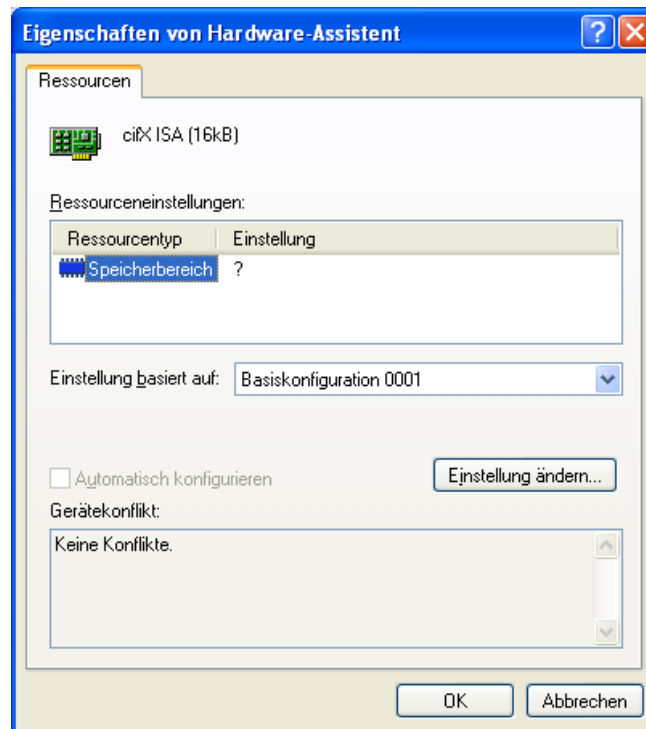 Eigenschaften von Hardware-Assistent
Ressourcen
cifX ISA (16kB)
Ressourceneinstellungen:
Ressourcentyp Einstellung
Speicherbereich ?
Einstellung basiert auf: Basiskonfiguration 0001
Automatisch konfigurieren Einstellung ändern...
Gerätekonflikt:
Keine Konflikte.
OK Abbrechen